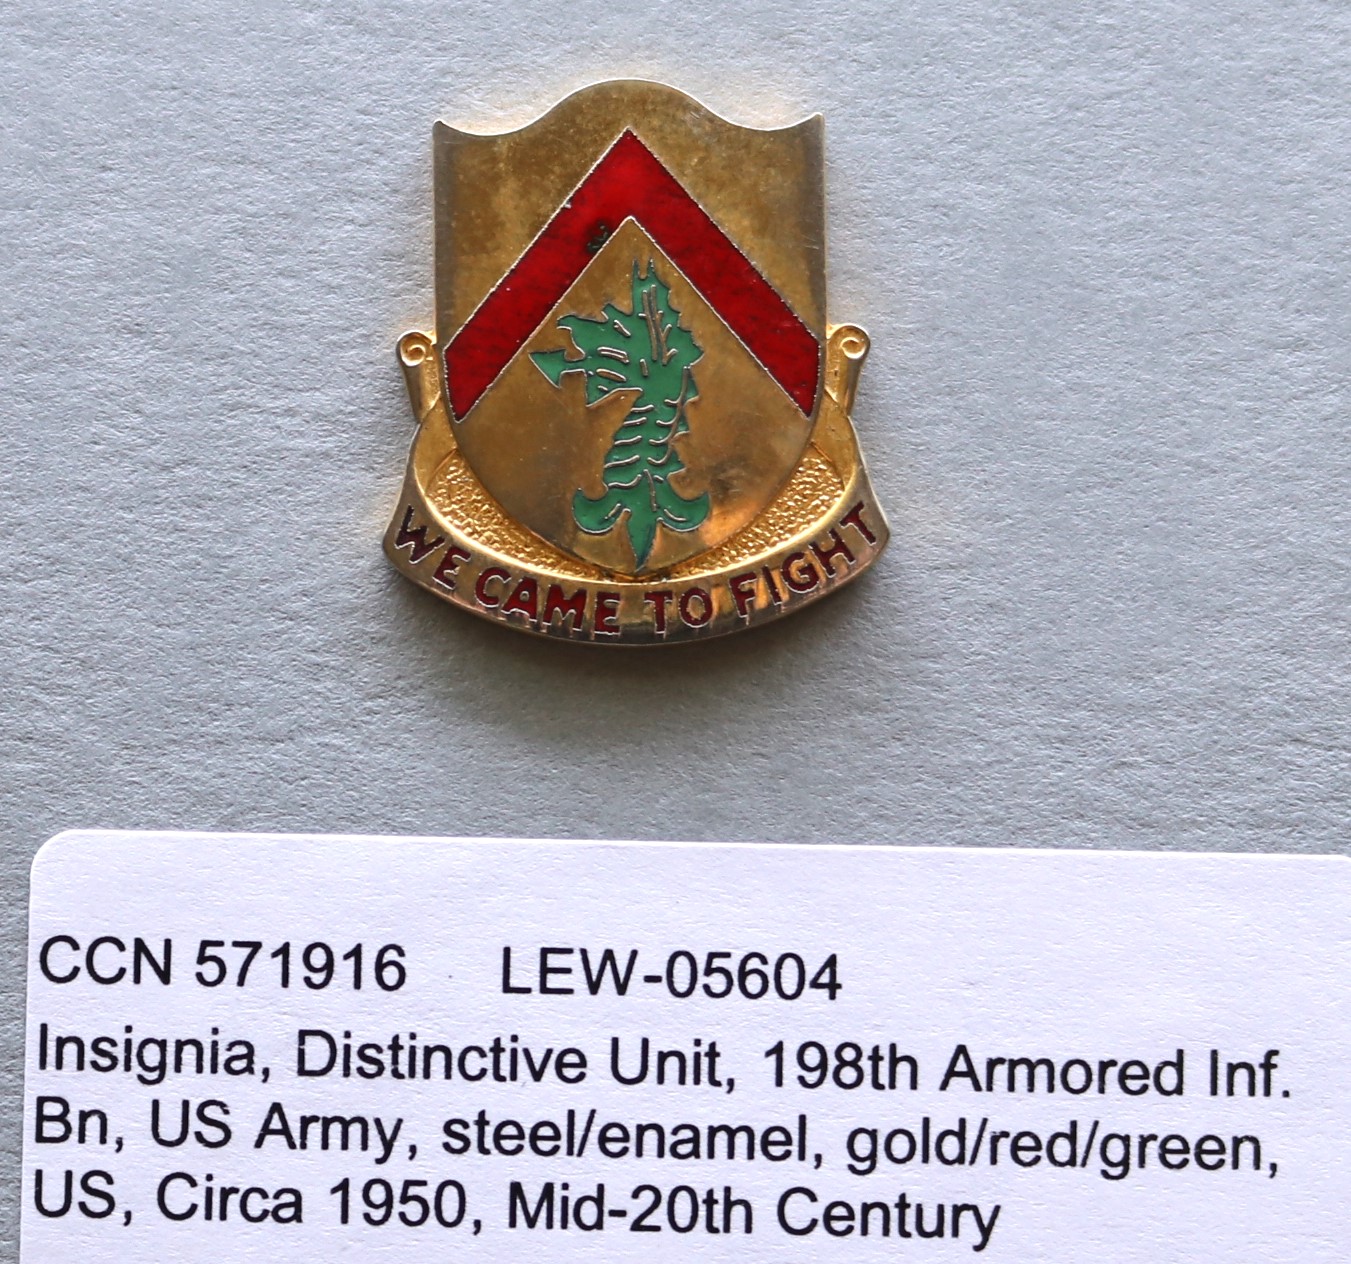 WE CAME TO FIGHT
CCN 571916 LEW-05604
Insignia, Distinctive Unit, 198th Armored Inf.
Bn, US Army, steel/enamel, gold/red/green,
US, Circa 1950, Mid-20th Century